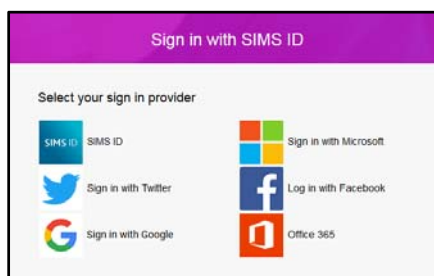 Sign in with SIMS ID
Select your sign in provider
SIMS ID SIMS ID
Sign in with Microsoft
Sign in with Twitter
Log in with Facebook
Sign in with Google
Office 365